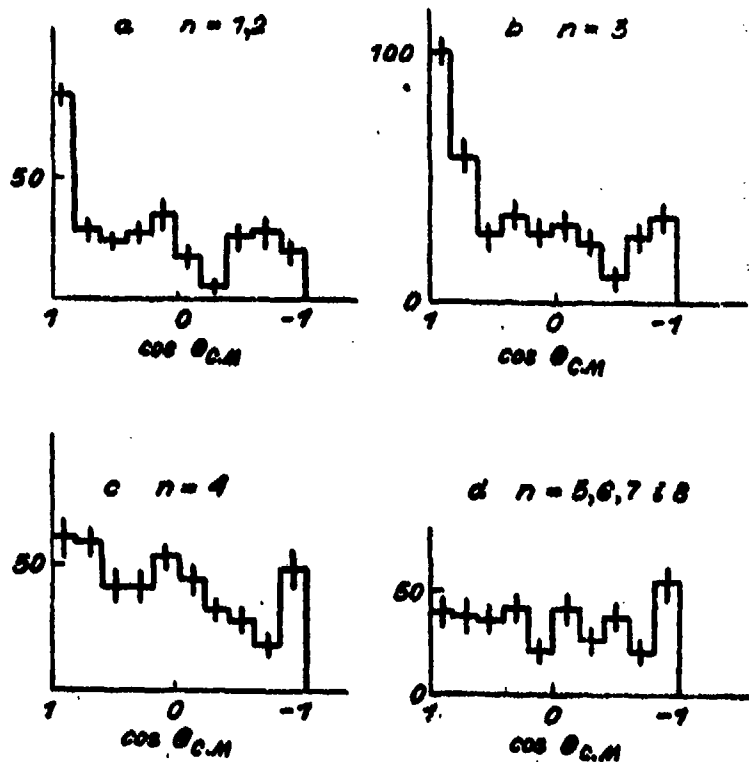 a n = 1,2
50
1 0 -1
cos θC.M
b n = 3
100
0
1 0 -1
cos θC.M
c n = 4
50
1 0 -1
cos θC.M
d n = 5,6,7 i 8
50
0
1 0 -1
cos θC.M